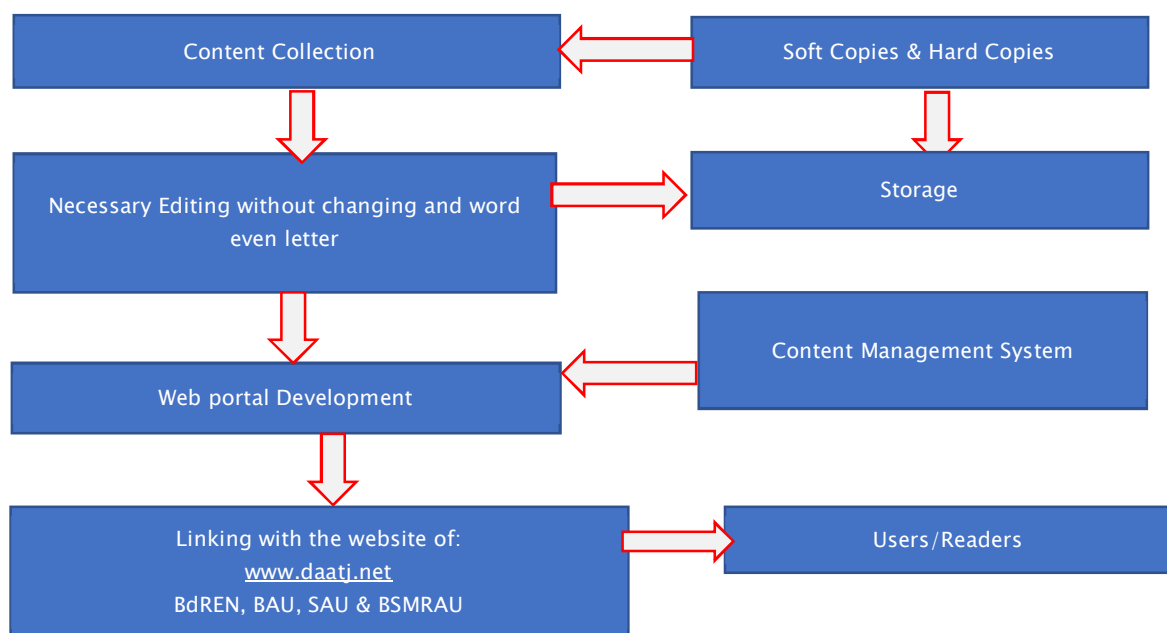 Content Collection
Soft Copies & Hard Copies
Necessary Editing without changing and word
even letter
Storage
Content Management System
Web portal Development
Linking with the website of:
www.daatj.net
BdREN, BAU, SAU & BSMRAU
Users/Readers